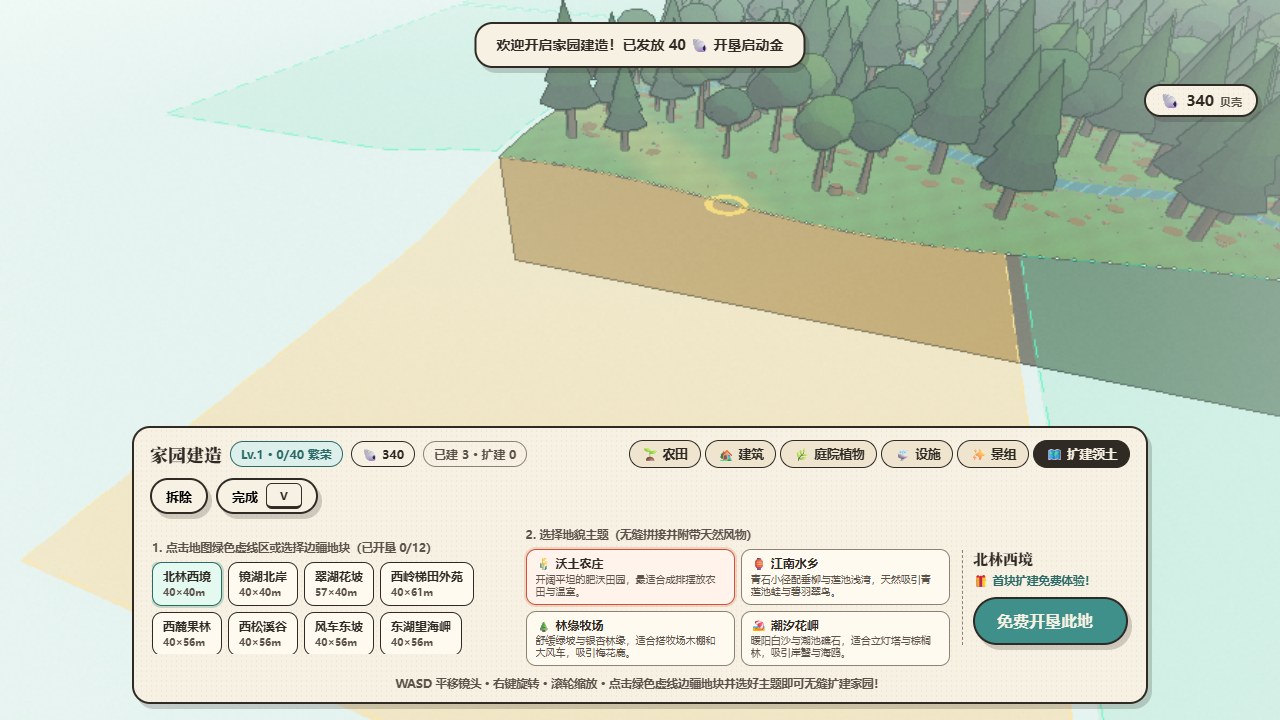 欢迎开启家园建造！已发放 40 开垦启动金
340 贝壳
家园建造
Lv.1 • 0/40 繁荣
340
已建 3 • 扩建 0
农田
建筑
庭院植物
设施
景组
扩建领土
拆除
完成 V
1. 点击地图绿色虚线区或选择边疆地块（已开垦 0/12）
北林西境
40×40m
镜湖北岸
40×40m
翠湖花坡
57×40m
西岭梯田外苑
40×61m
西麓果林
40×56m
西松溪谷
40×56m
风车东坡
40×56m
东湖里海岬
40×56m
2. 选择地貌主题（无缝拼接并附带天然风物）
沃土农庄
开阔平坦的肥沃田园，最适合成排摆放农
田与温室。
江南水乡
青石小径配垂柳与莲池浅湾，天然吸引青
莲池蛙与碧羽翠鸟。
林缘牧场
舒缓绿坡与银杏林缘，适合搭牧场木棚和
大风车，吸引梅花鹿。
潮汐花岬
暖阳白沙与潮池礁石，适合立灯塔与棕榈
林，吸引岸蟹与海鸥。
北林西境
首块扩建免费体验！
免费开垦此地
WASD 平移镜头 • 右键旋转 • 滚轮缩放 • 点击绿色虚线边疆地块并选好主题即可无缝扩建家园！